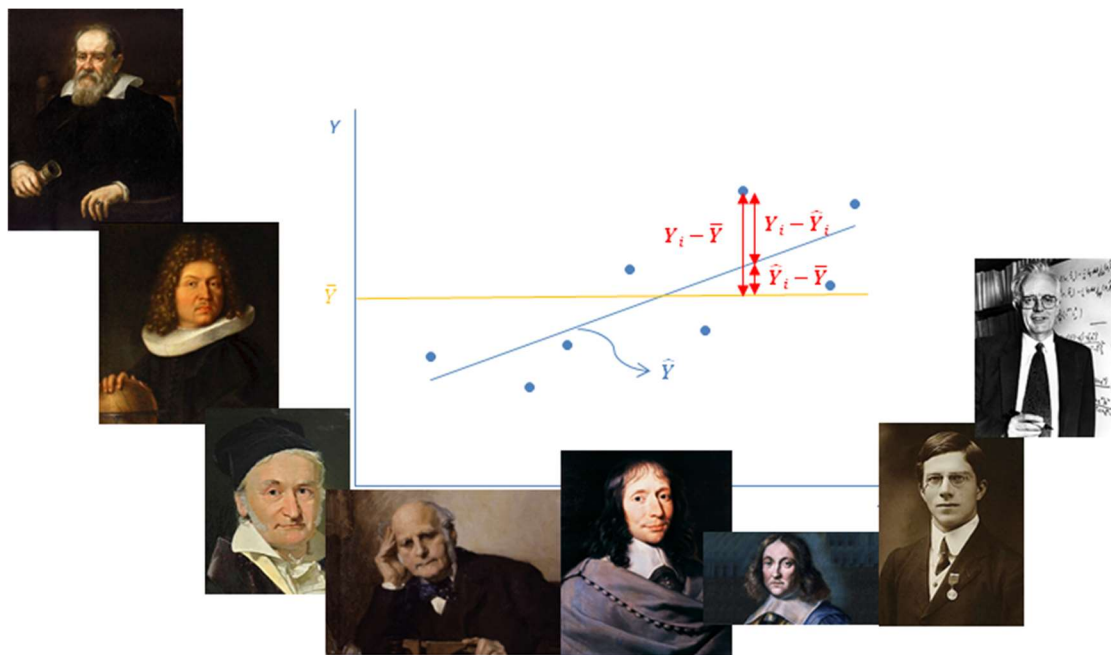 Y
Yᵢ − Ȳ
Yᵢ − Ŷᵢ
Ȳ
Ŷᵢ − Ȳ
Ŷ